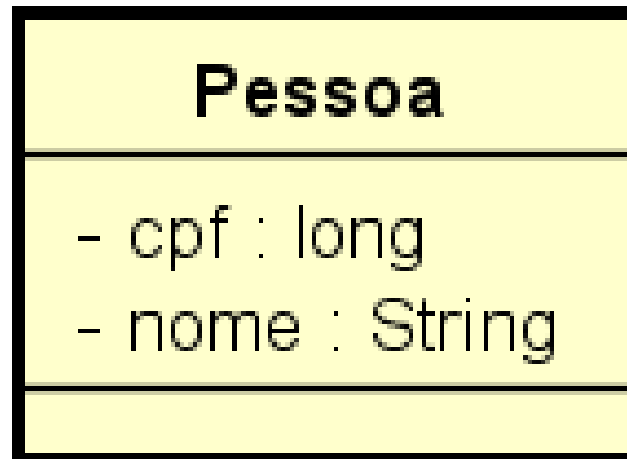 Pessoa
- cpf : long
- nome : String